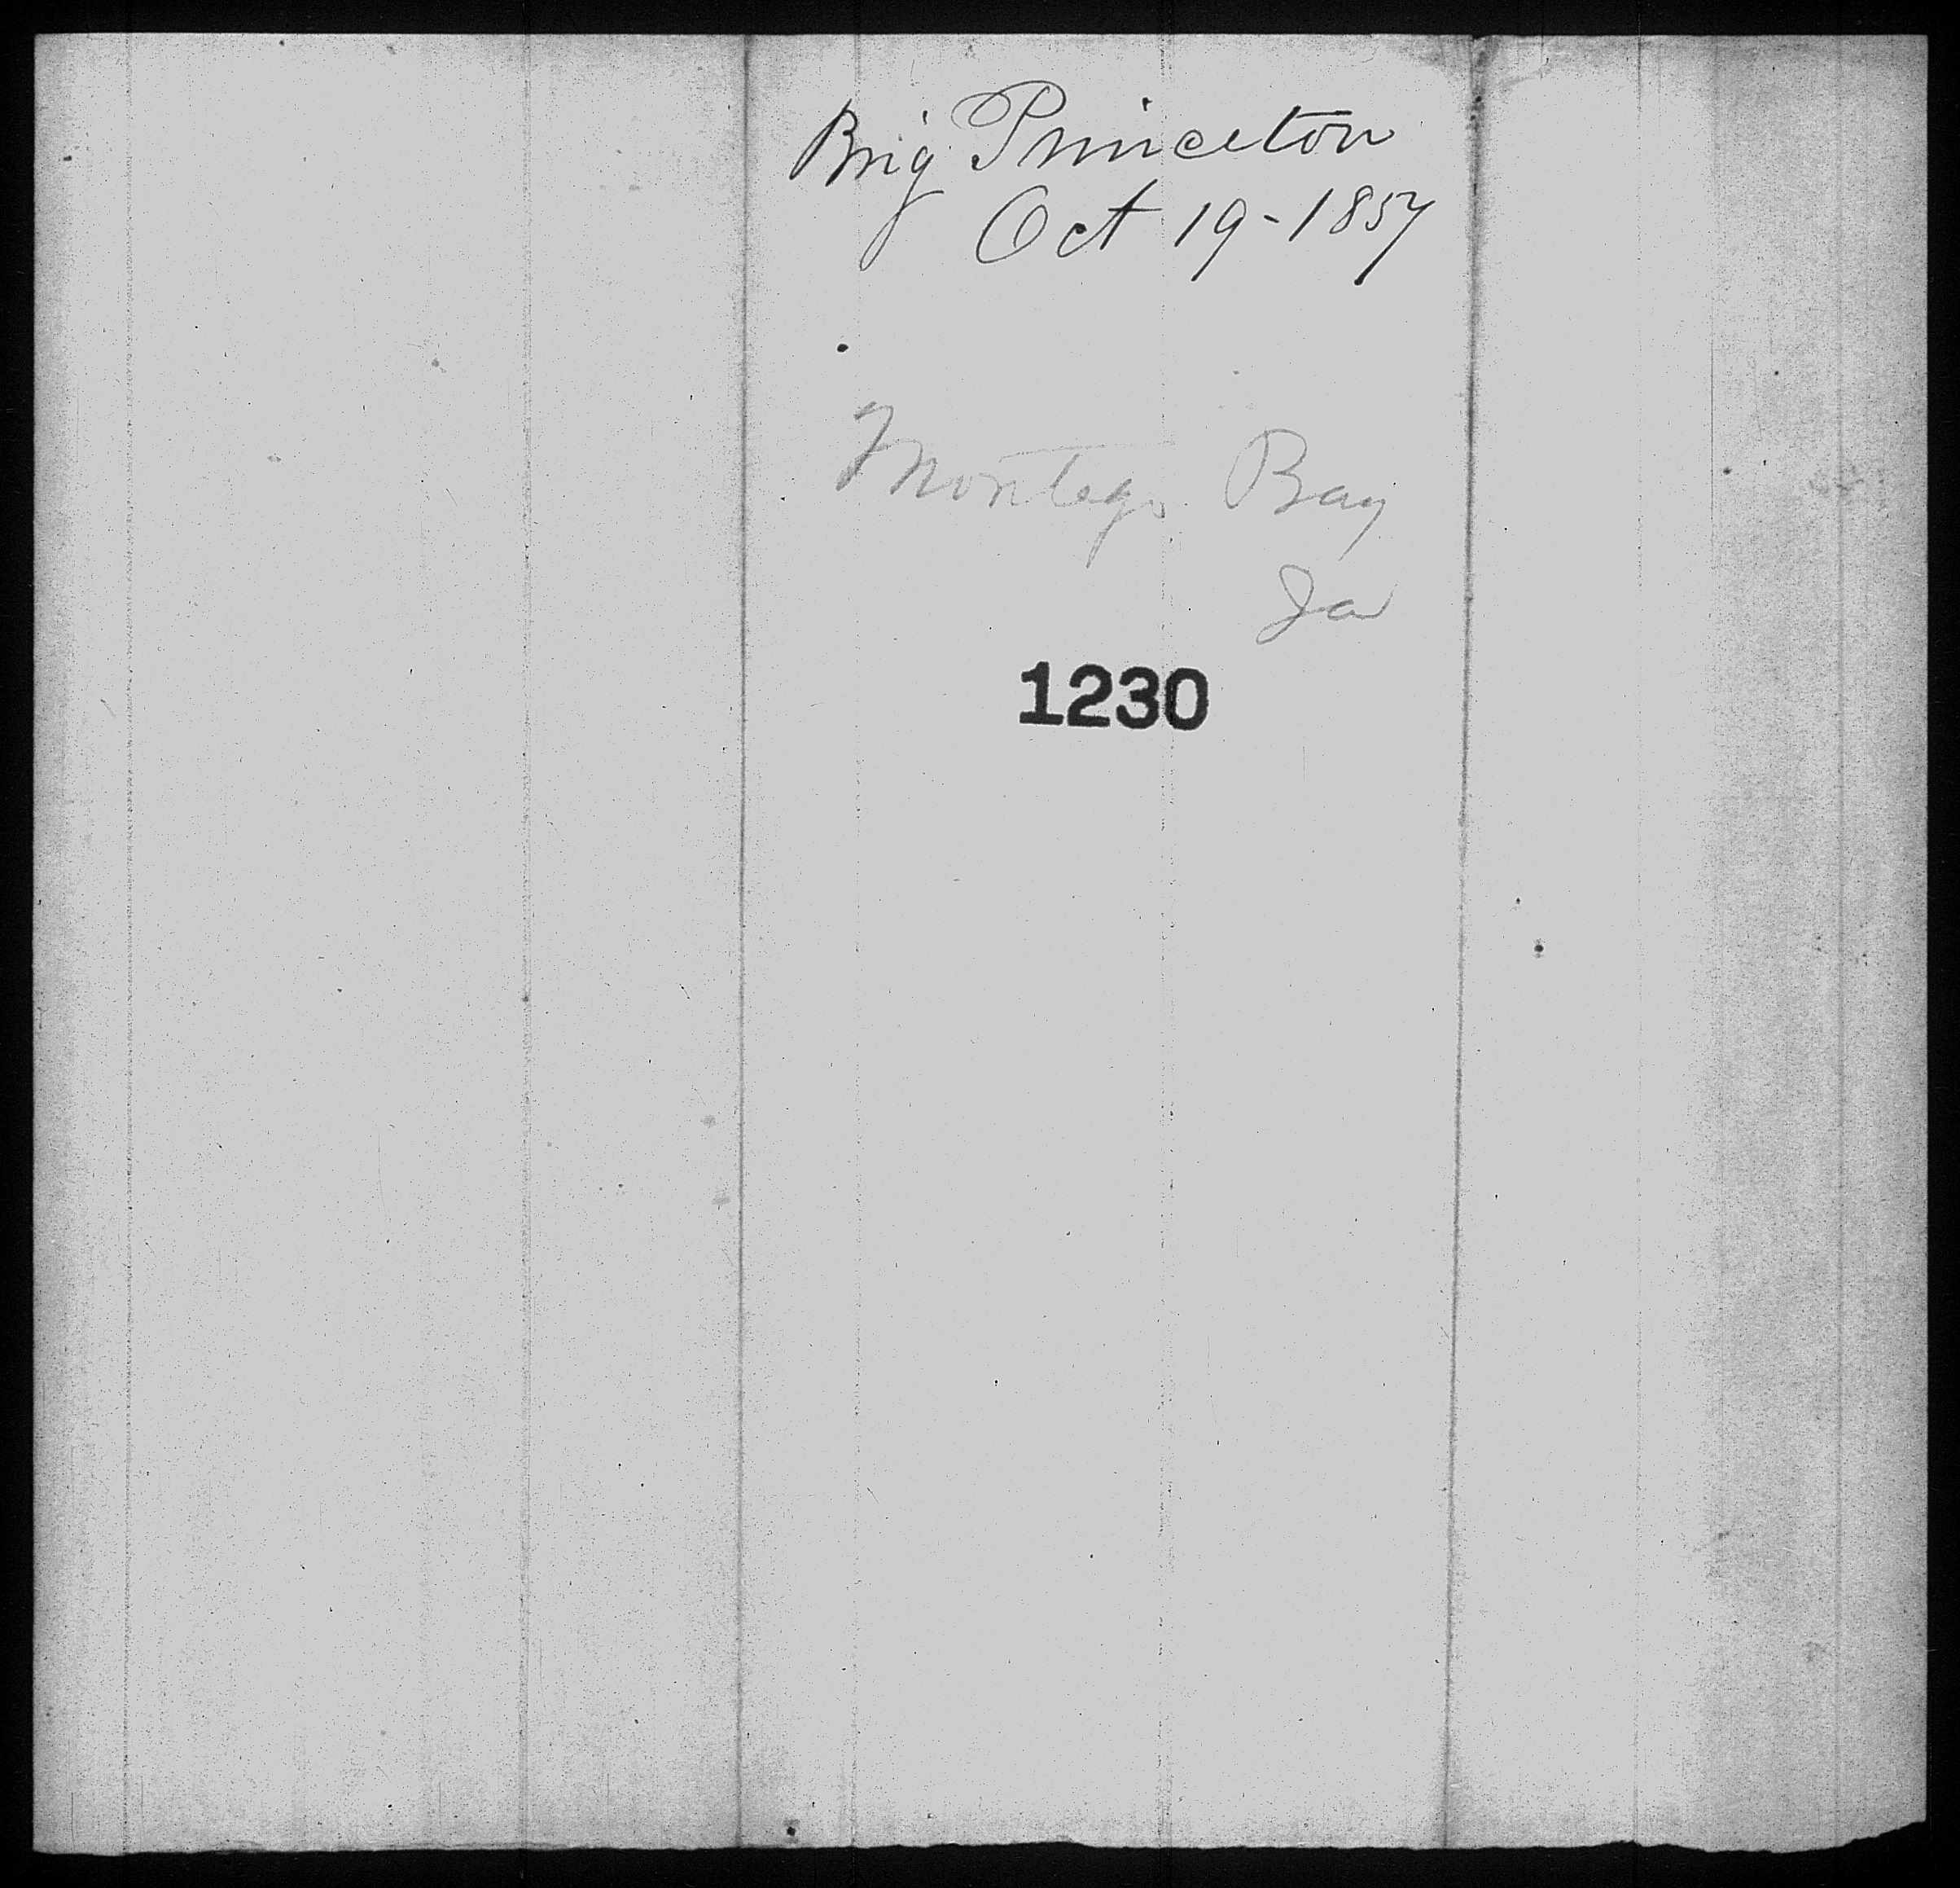 Brig Princeton
Oct 19-1857
Montego Bay
Ja
1230